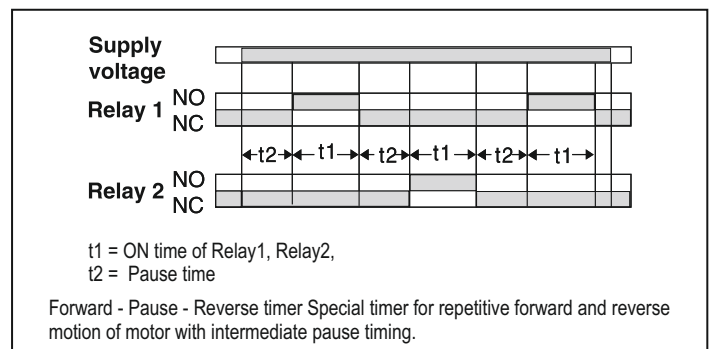 Supply
voltage
Relay 1 NO
NC
t2 t1 t2 t1 t2 t1
Relay 2 NO
NC
t1 = ON time of Relay1, Relay2,
t2 = Pause time
Forward - Pause - Reverse timer Special timer for repetitive forward and reverse
motion of motor with intermediate pause timing.